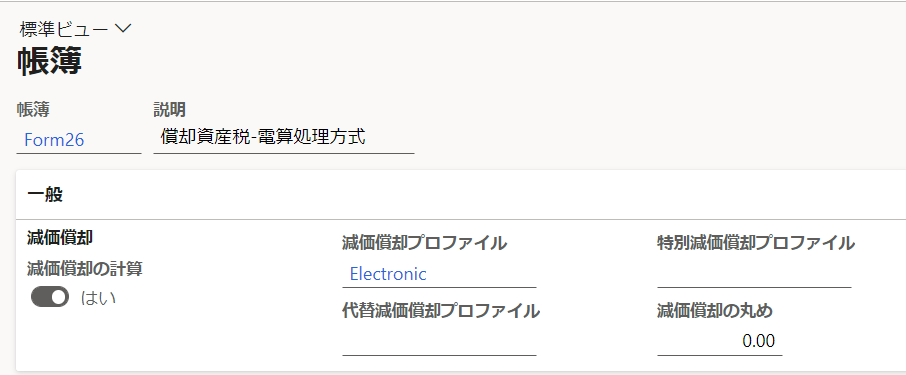 標準ビュー
帳簿
帳簿 説明
Form26 償却資産税-電算処理方式
一般
減価償却 減価償却プロファイル 特別減価償却プロファイル
減価償却の計算 Electronic
はい
代替減価償却プロファイル 減価償却の丸め
0.00